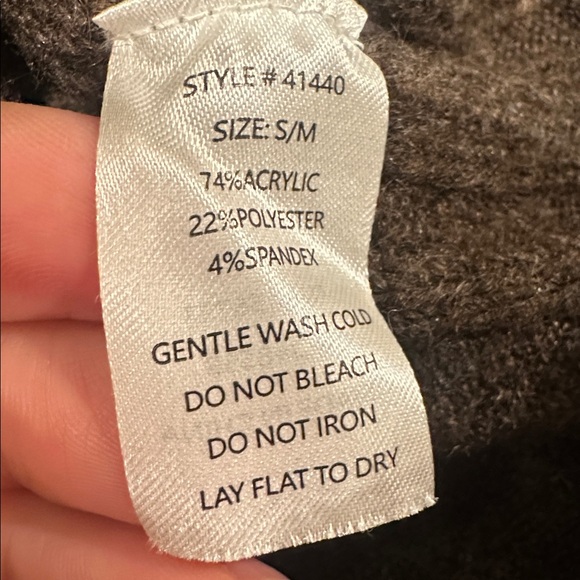 STYLE # 41440
SIZE: S/M
74%ACRYLIC
22%POLYESTER
4%SPANDEX
GENTLE WASH COLD
DO NOT BLEACH
DO NOT IRON
LAY FLAT TO DRY